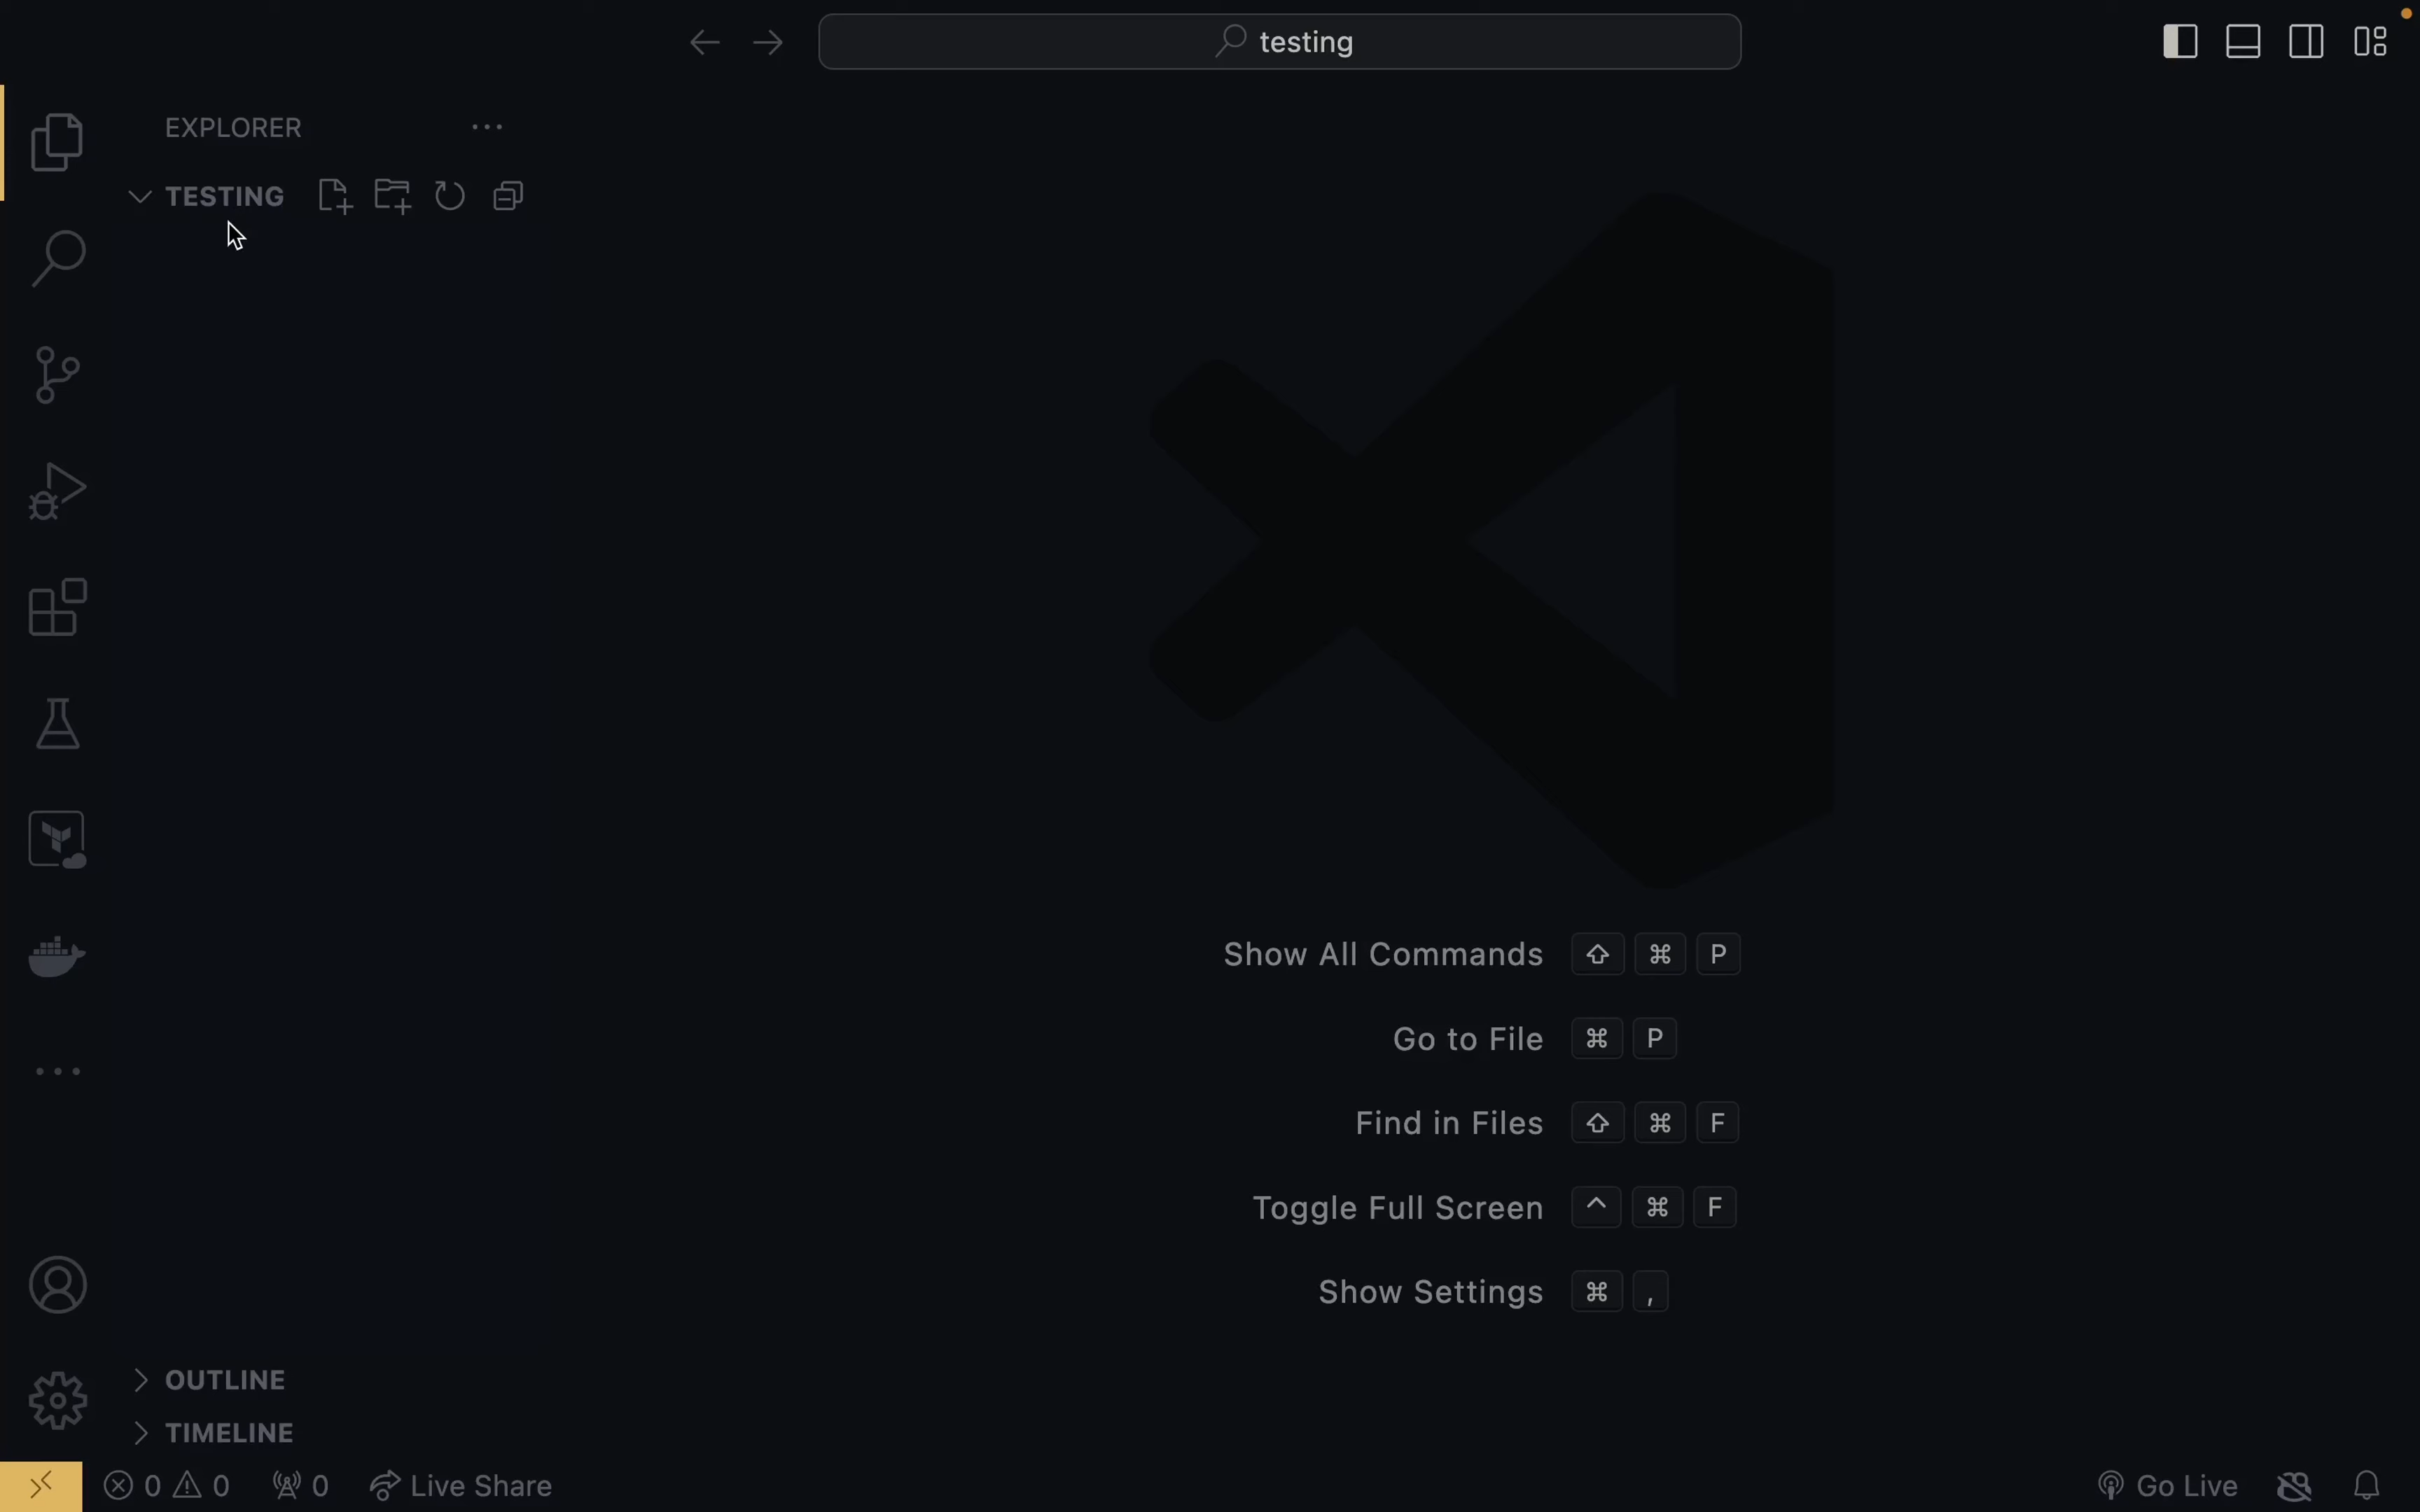 testing
EXPLORER
TESTING
Show All Commands ⇧ ⌘ P
Go to File ⌘ P
Find in Files ⇧ ⌘ F
Toggle Full Screen ^ ⌘ F
Show Settings ⌘ ,
OUTLINE
TIMELINE
0 0 0 Live Share Go Live